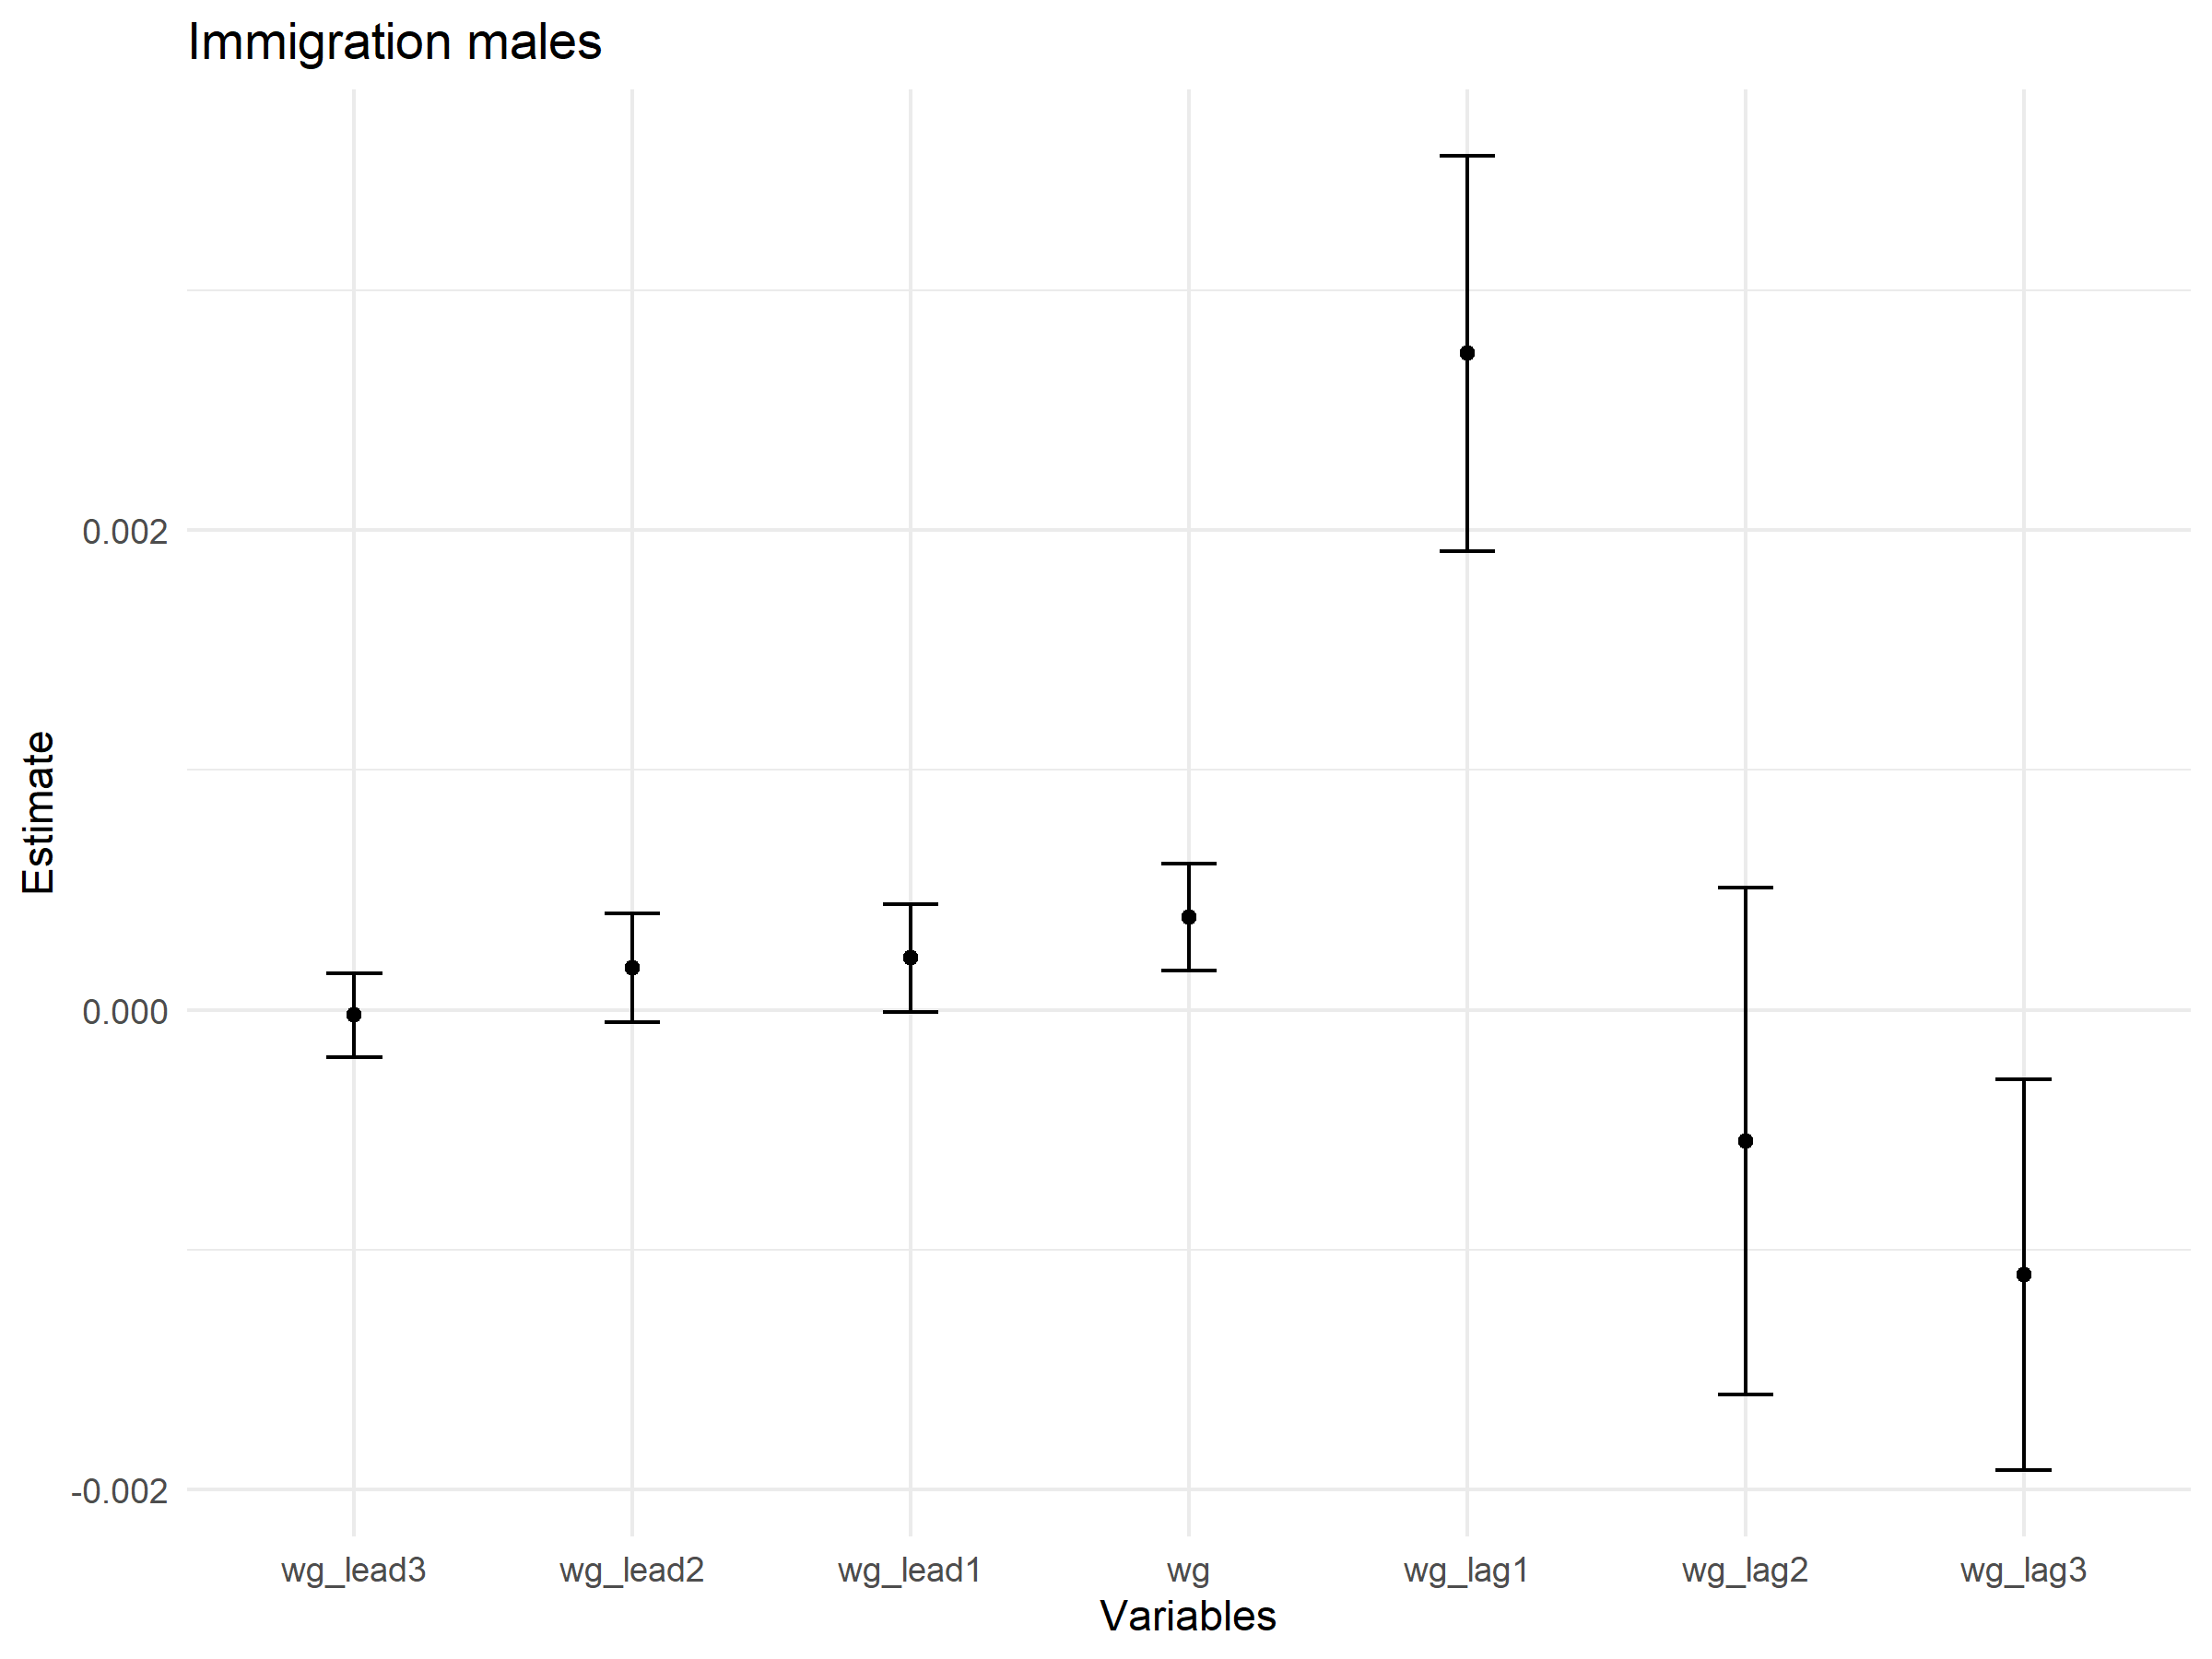 Immigration males
Estimate
0.002
0.000
-0.002
wg_lead3 wg_lead2 wg_lead1 wg wg_lag1 wg_lag2 wg_lag3
Variables